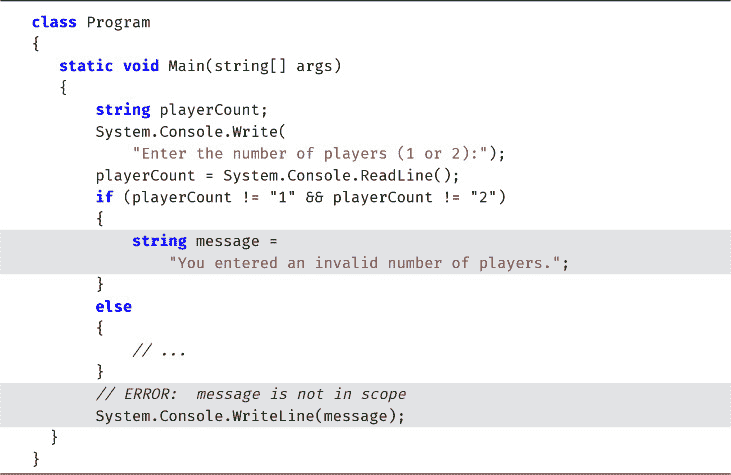 class Program
{
static void Main(string[] args)
{
string playerCount;
System.Console.Write(
"Enter the number of players (1 or 2):");
playerCount = System.Console.ReadLine();
if (playerCount != "1" && playerCount != "2")
{
string message =
"You entered an invalid number of players.";
}
else
{
// ...
}
// ERROR:  message is not in scope
System.Console.WriteLine(message);
}
}